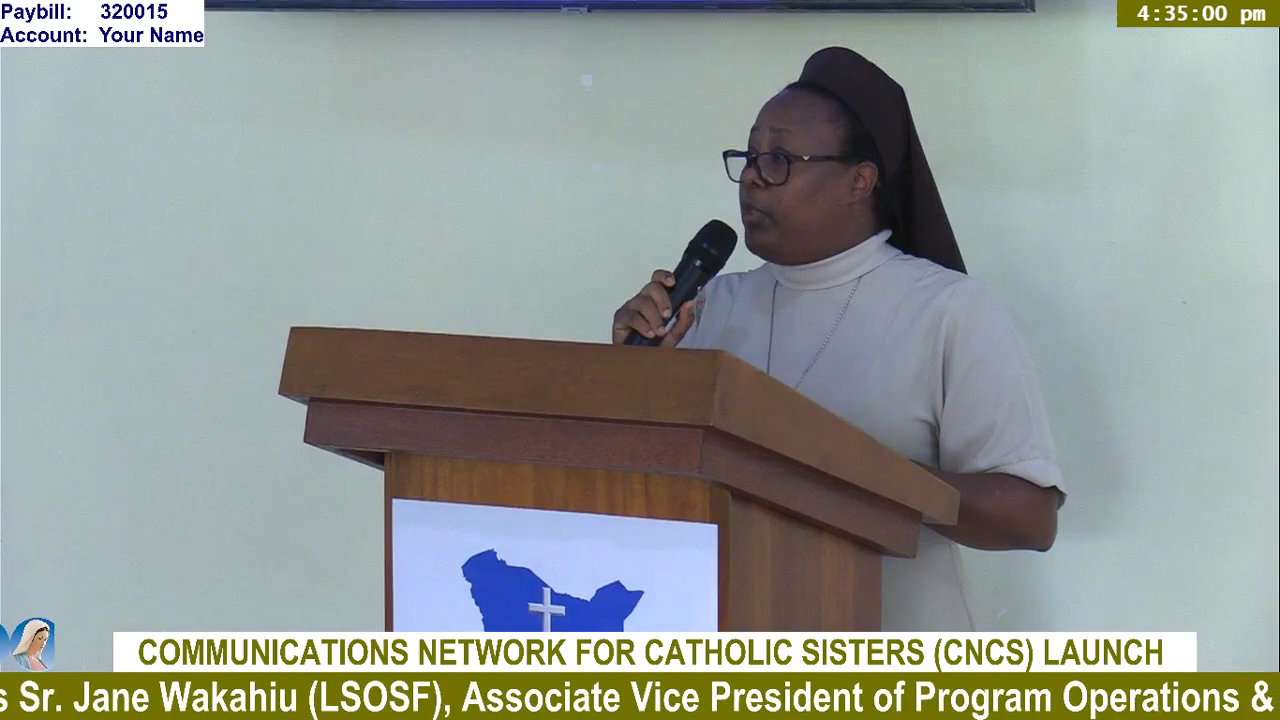 Paybill: 320015
Account: Your Name
4:35:00 pm
COMMUNICATIONS NETWORK FOR CATHOLIC SISTERS (CNCS) LAUNCH
s Sr. Jane Wakahiu (LSOSF), Associate Vice President of Program Operations &